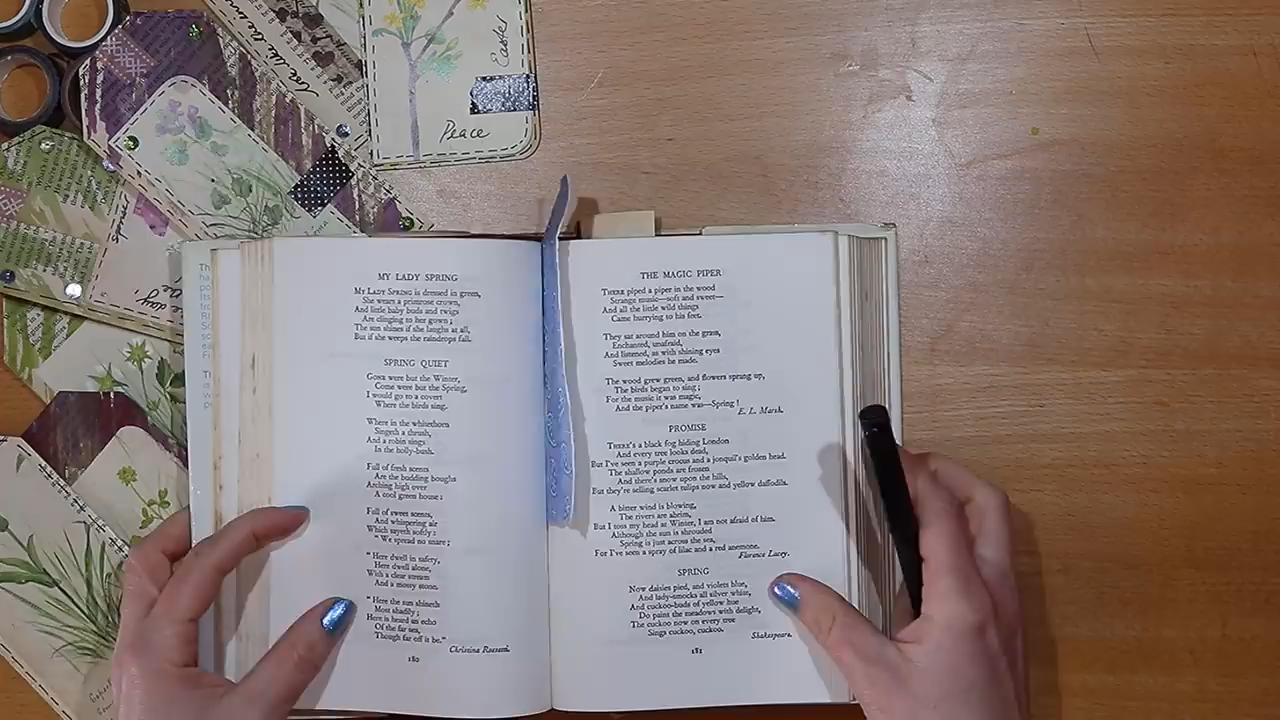 Easter
Peace
MY LADY SPRING
MY LADY SPRING is dressed in green,
She wears a primrose crown,
And little baby buds and twigs
Are clinging to her gown;
The sun shines if she laughs at all,
But if she weeps the raindrops fall.
SPRING QUIET
GONE were but the Winter,
Come were but the Spring,
I would go to a covert
Where the birds sing.
Where in the whitethorn
Singeth a thrush,
And a robin sings
In the holly-bush.
Full of fresh scents
Are the budding boughs
Arching high over
A cool green house:
Full of sweet scents,
And whispering air
Which sayeth softly:
"We spread no snare;
"Here dwell in safety,
Here dwell alone,
With a clear stream
And a mossy stone.
"Here the sun shineth
Most shadily;
Here is heard an echo
Of the far sea,
Though far off it be."
Christina Rossetti.
180
THE MAGIC PIPER
THERE piped a piper in the wood
Strange music—soft and sweet—
And all the little wild things
Came hurrying to his feet.
They sat around him on the grass,
Enchanted, unafraid,
And listened, as with shining eyes
Sweet melodies he made.
The wood grew green, and flowers sprang up,
The birds began to sing;
For the music it was magic,
And the piper's name was—Spring!
E. L. Marsh.
PROMISE
THERE'S a black fog hiding London
And every tree looks dead,
But I've seen a purple crocus and a jonquil's golden head.
The shallow ponds are frozen
And there's snow upon the hills,
But they're selling scarlet tulips now and yellow daffodils.
A bitter wind is blowing,
The rivers are abrim,
But I toss my head at Winter, I am not afraid of him.
Although the sun is shrouded
Spring is just across the sea,
For I've seen a spray of lilac and a red anemone.
Florence Lacey.
SPRING
Now daisies pied, and violets blue,
And lady-smocks all silver white,
And cuckoo-buds of yellow hue
Do paint the meadows with delight,
The cuckoo now on every tree
Sings cuckoo, cuckoo.
Shakespeare.
181